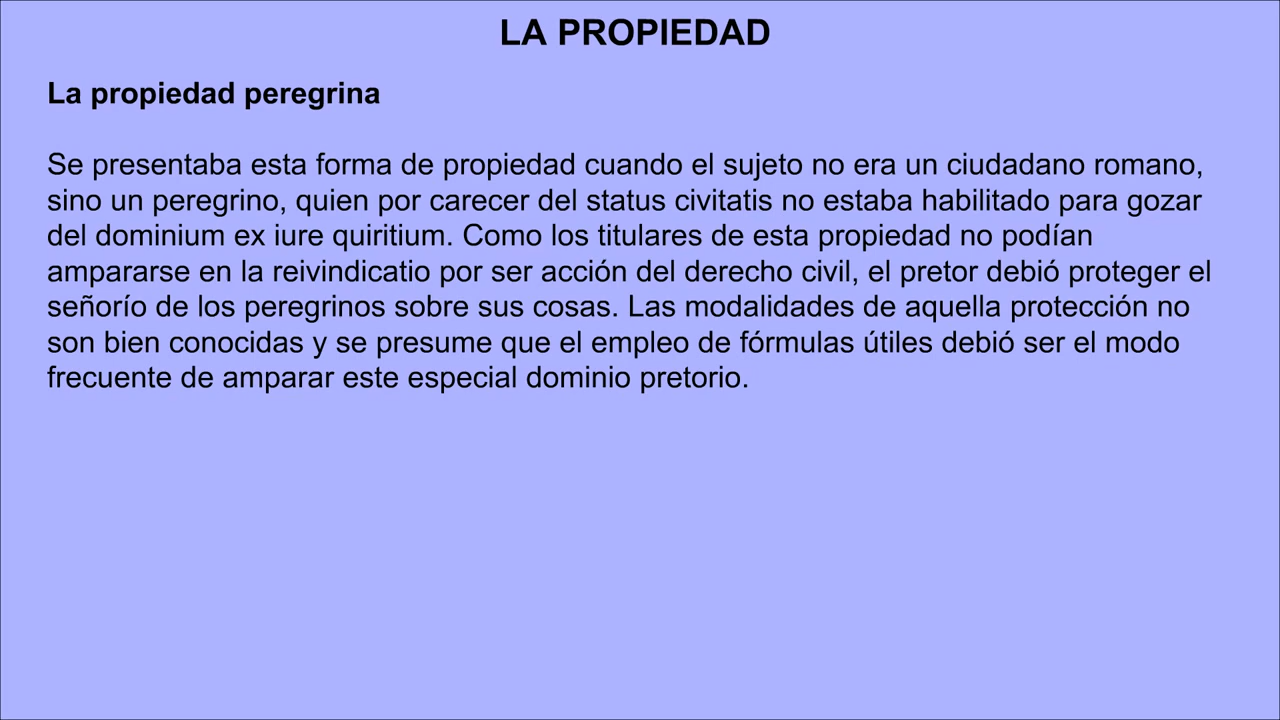 LA PROPIEDAD
La propiedad peregrina
Se presentaba esta forma de propiedad cuando el sujeto no era un ciudadano romano,
sino un peregrino, quien por carecer del status civitatis no estaba habilitado para gozar
del dominium ex iure quiritium. Como los titulares de esta propiedad no podían
ampararse en la reivindicatio por ser acción del derecho civil, el pretor debió proteger el
señorío de los peregrinos sobre sus cosas. Las modalidades de aquella protección no
son bien conocidas y se presume que el empleo de fórmulas útiles debió ser el modo
frecuente de amparar este especial dominio pretorio.